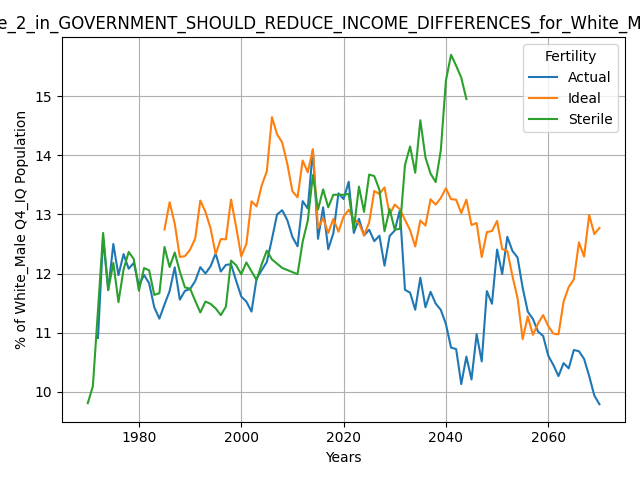 e_2_in_GOVERNMENT_SHOULD_REDUCE_INCOME_DIFFERENCES_for_White_M
Fertility
Actual
Ideal
Sterile
% of White_Male Q4_IQ Population
15
14
13
12
11
10
1980
2000
2020
2040
2060
Years